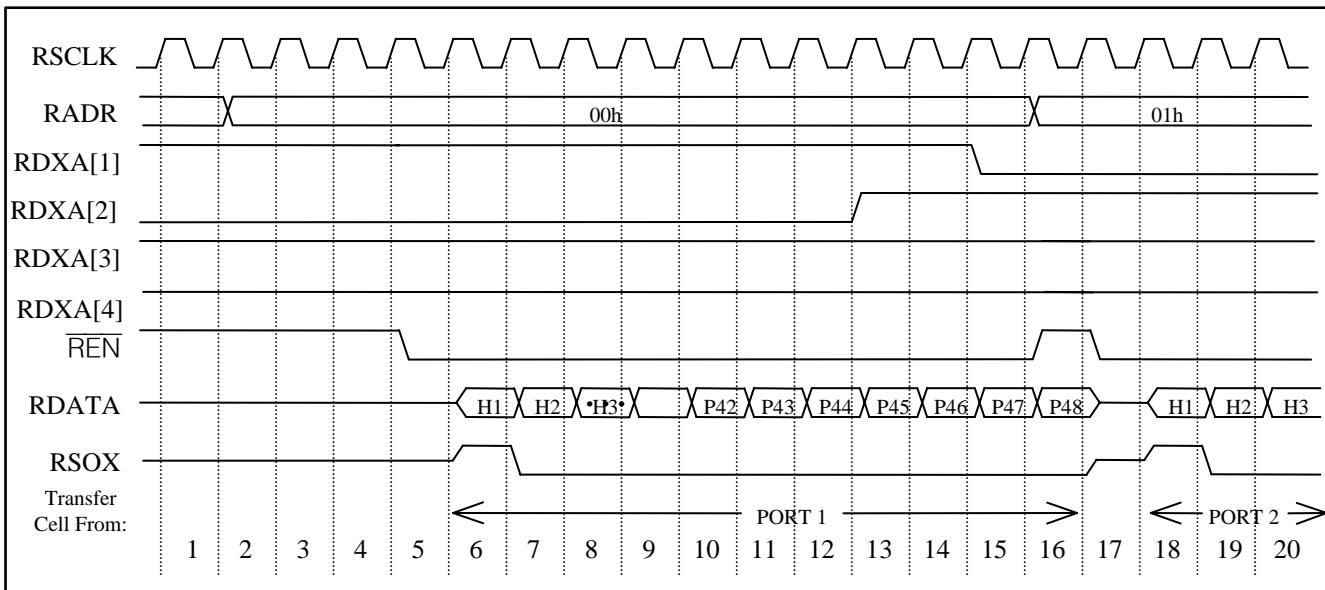 RSCLK
RADR 00h 01h
RDXA[1]
RDXA[2]
RDXA[3]
RDXA[4]
REN
RDATA H1 H2 H3 P42 P43 P44 P45 P46 P47 P48 H1 H2 H3
RSOX
Transfer
Cell From: PORT 1 PORT 2
1 2 3 4 5 6 7 8 9 10 11 12 13 14 15 16 17 18 19 20